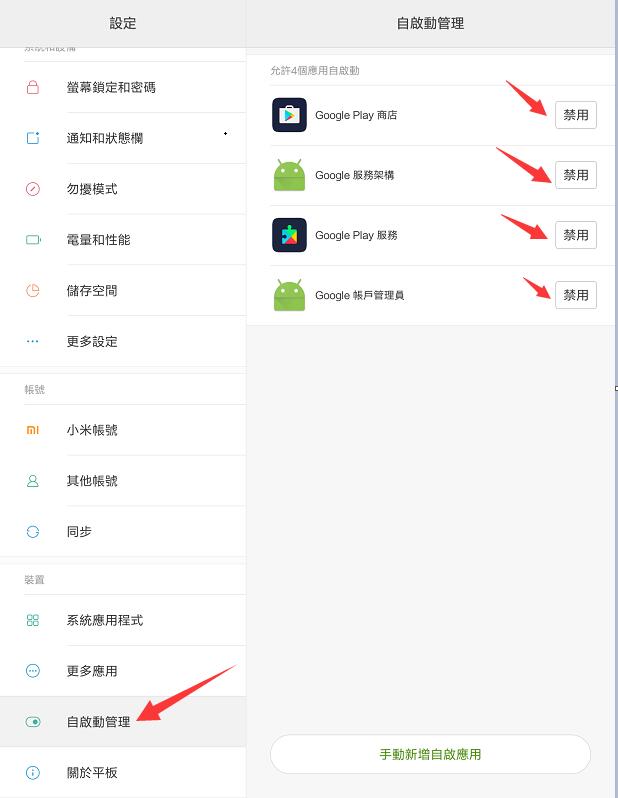 設定
系統和設備
螢幕鎖定和密碼
通知和狀態欄
勿擾模式
電量和性能
儲存空間
更多設定
帳號
小米帳號
其他帳號
同步
裝置
系統應用程式
更多應用
自啟動管理
關於平板
自啟動管理
允許4個應用自啟動
Google Play 商店
禁用
Google 服務架構
禁用
Google Play 服務
禁用
Google 帳戶管理員
禁用
手動新增自啟應用